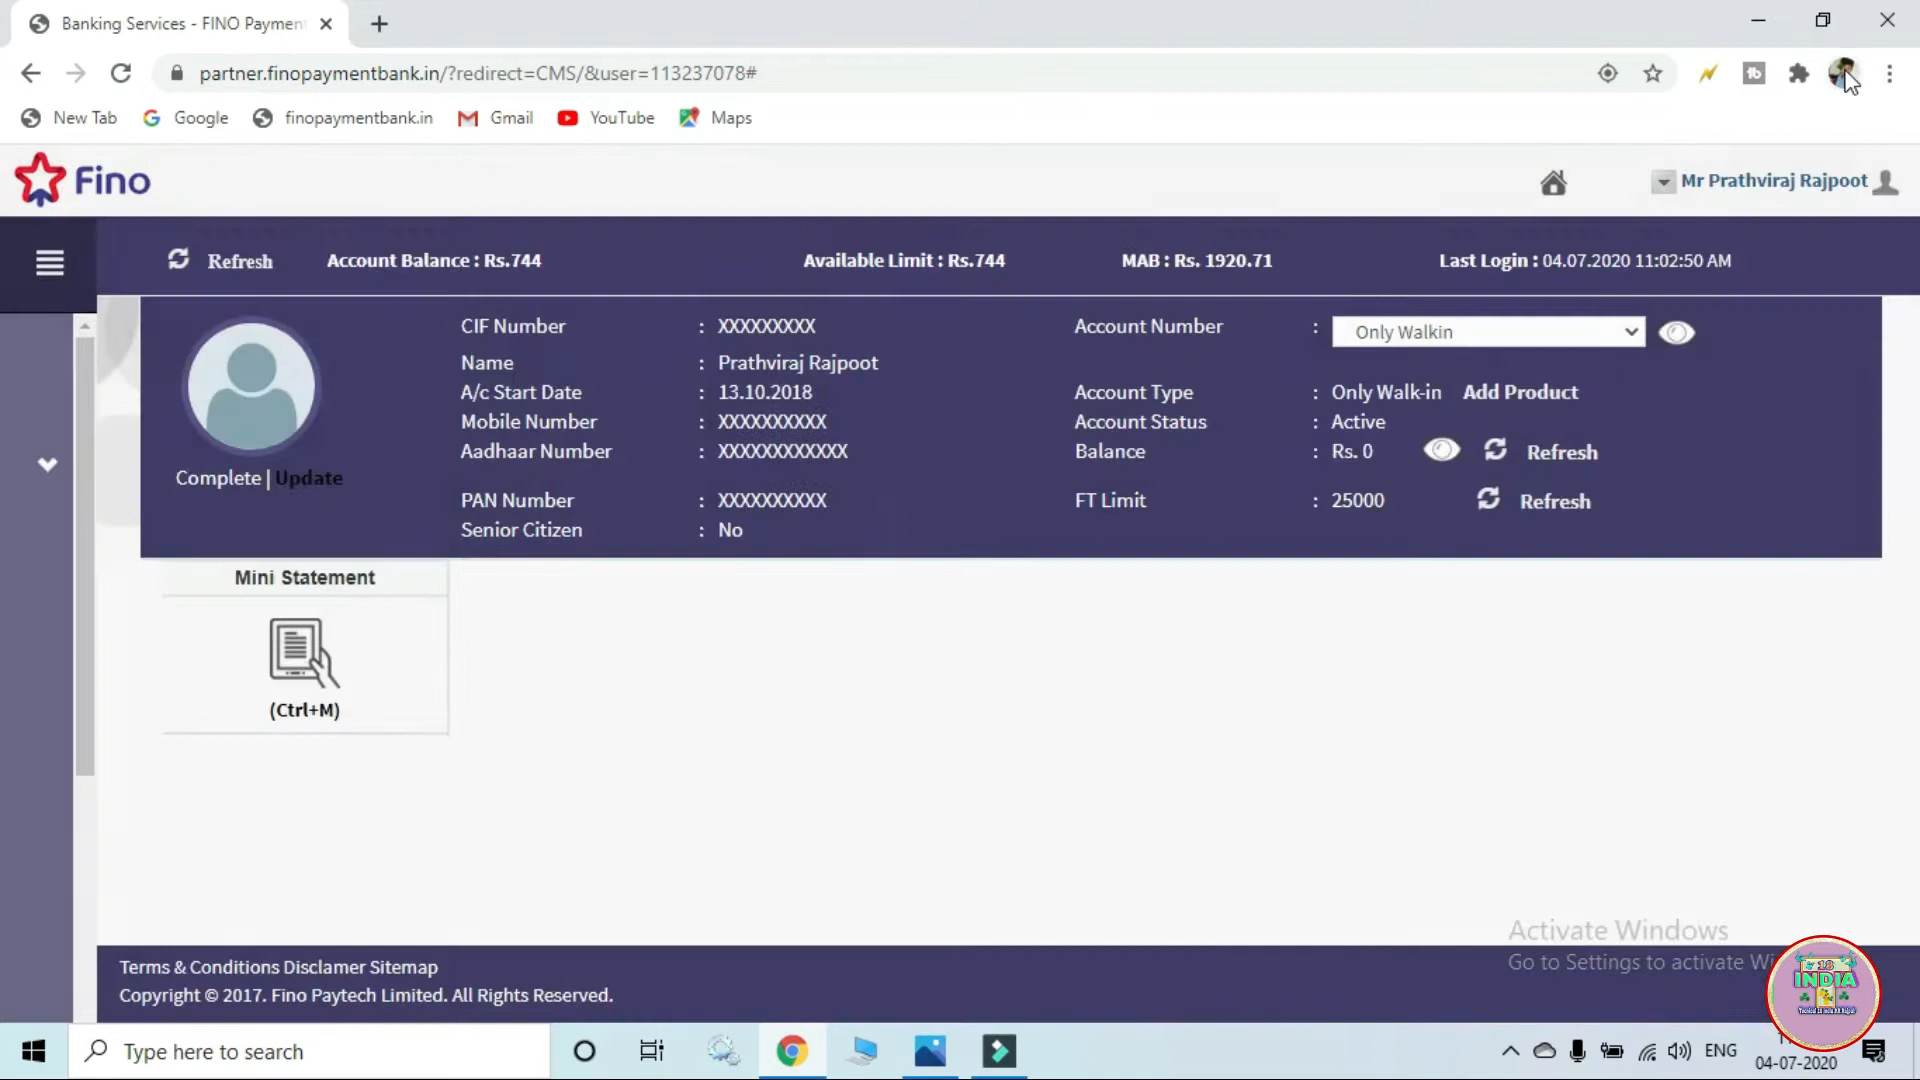 Banking Services - FINO Paymen
partner.finopaymentbank.in/?redirect=CMS/&user=113237078#
New Tab Google finopaymentbank.in Gmail YouTube Maps
Fino
Mr Prathviraj Rajpoot
Refresh Account Balance : Rs.744 Available Limit : Rs.744 MAB : Rs. 1920.71 Last Login : 04.07.2020 11:02:50 AM
CIF Number : XXXXXXXXX Account Number : Only Walkin
Name : Prathviraj Rajpoot
A/c Start Date : 13.10.2018 Account Type : Only Walk-in Add Product
Mobile Number : XXXXXXXXXX Account Status : Active
Aadhaar Number : XXXXXXXXXXXX Balance : Rs. 0 Refresh
Complete | Update
PAN Number : XXXXXXXXXX FT Limit : 25000 Refresh
Senior Citizen : No
Mini Statement
(Ctrl+M)
Activate Windows
Go to Settings to activate Wi
Terms & Conditions Disclamer Sitemap
Copyright © 2017. Fino Paytech Limited. All Rights Reserved.
18
INDIA
Type here to search
ENG
04-07-2020